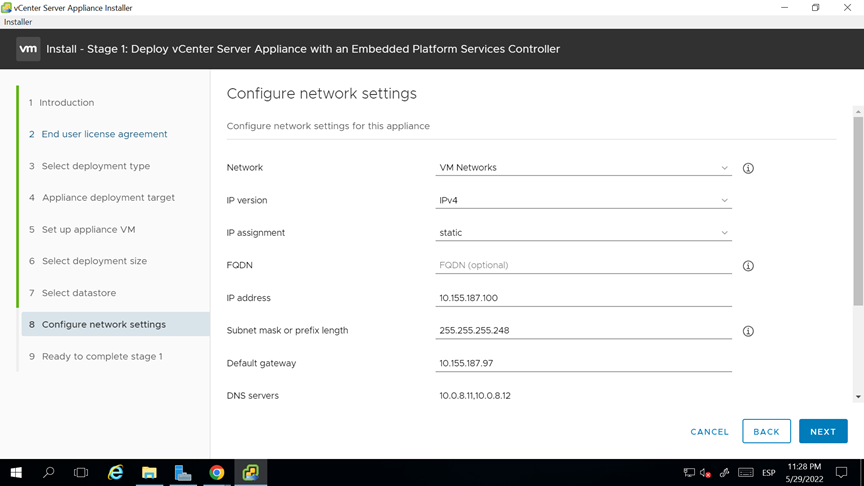 vCenter Server Appliance Installer
Installer
vm Install - Stage 1: Deploy vCenter Server Appliance with an Embedded Platform Services Controller
1 Introduction
2 End user license agreement
3 Select deployment type
4 Appliance deployment target
5 Set up appliance VM
6 Select deployment size
7 Select datastore
8 Configure network settings
9 Ready to complete stage 1
Configure network settings
Configure network settings for this appliance
Network VM Networks
IP version IPv4
IP assignment static
FQDN FQDN (optional)
IP address 10.155.187.100
Subnet mask or prefix length 255.255.255.248
Default gateway 10.155.187.97
DNS servers 10.0.8.11,10.0.8.12
CANCEL BACK NEXT
ESP
11:28 PM
5/29/2022